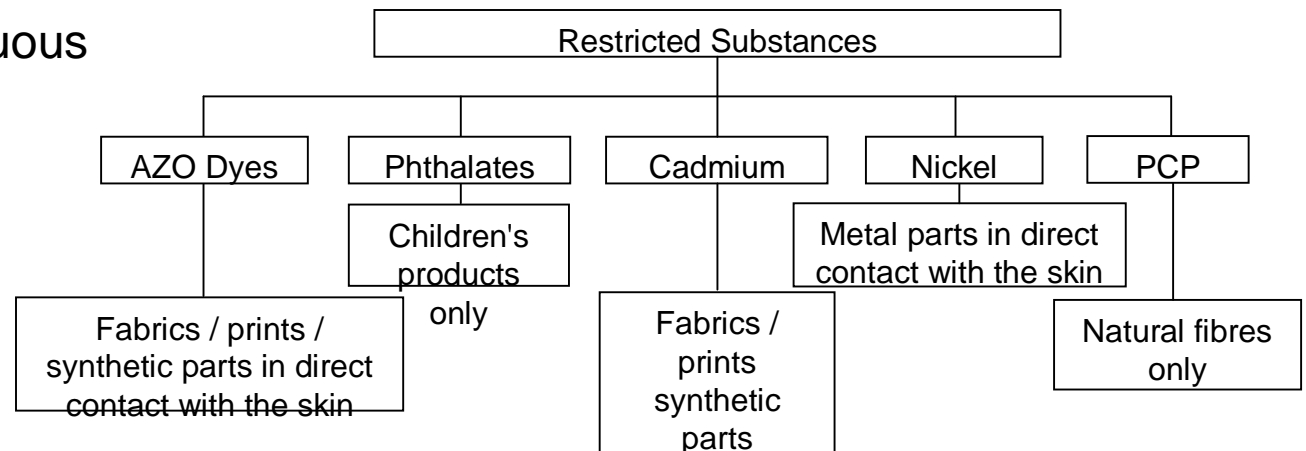 uous
Restricted Substances
AZO Dyes
Phthalates
Cadmium
Nickel
PCP
Children's
products
only
Metal parts in direct
contact with the skin
Fabrics / prints /
synthetic parts in direct
contact with the skin
Fabrics /
prints
synthetic
parts
Natural fibres
only